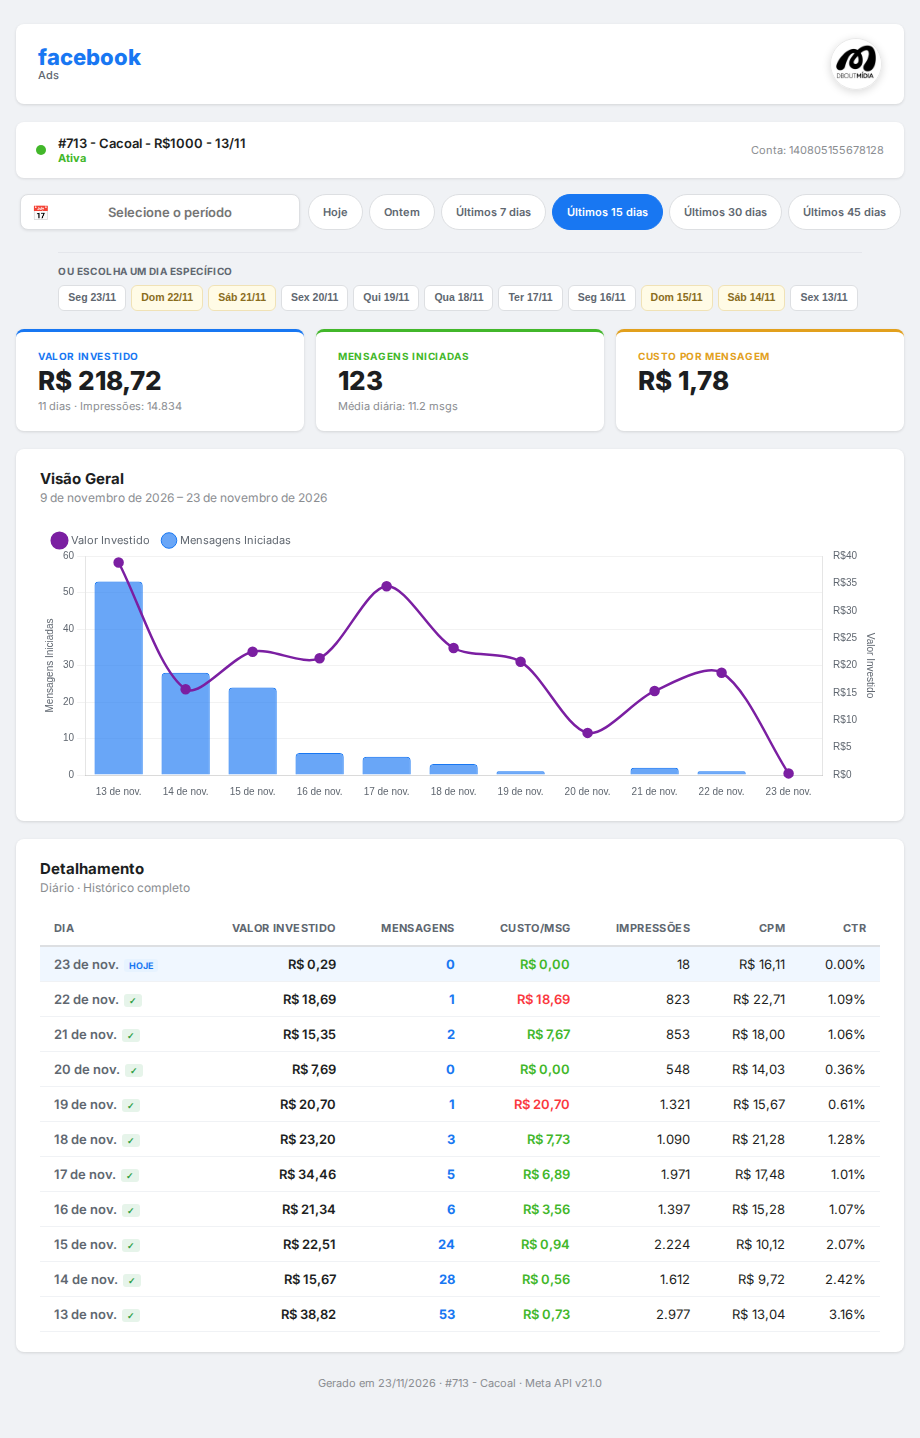 facebook
Ads
DBOUTMÍDIA
#713 - Cacoal - R$1000 - 13/11
Ativa
Conta: 140805155678128
📅 Selecione o período
Hoje
Ontem
Últimos 7 dias
Últimos 15 dias
Últimos 30 dias
Últimos 45 dias
OU ESCOLHA UM DIA ESPECÍFICO
Seg 23/11
Dom 22/11
Sáb 21/11
Sex 20/11
Qui 19/11
Qua 18/11
Ter 17/11
Seg 16/11
Dom 15/11
Sáb 14/11
Sex 13/11
VALOR INVESTIDO
R$ 218,72
11 dias · Impressões: 14.834
MENSAGENS INICIADAS
123
Média diária: 11.2 msgs
CUSTO POR MENSAGEM
R$ 1,78
Visão Geral
9 de novembro de 2026 – 23 de novembro de 2026
Valor Investido
Mensagens Iniciadas
Mensagens Iniciadas
60
50
40
30
20
10
0
R$40
R$35
R$30
R$25
R$20
R$15
R$10
R$5
R$0
Valor Investido
13 de nov. 14 de nov. 15 de nov. 16 de nov. 17 de nov. 18 de nov. 19 de nov. 20 de nov. 21 de nov. 22 de nov. 23 de nov.
Detalhamento
Diário · Histórico completo
DIA VALOR INVESTIDO MENSAGENS CUSTO/MSG IMPRESSÕES CPM CTR
23 de nov. HOJE R$ 0,29 0 R$ 0,00 18 R$ 16,11 0.00%
22 de nov. ✓ R$ 18,69 1 R$ 18,69 823 R$ 22,71 1.09%
21 de nov. ✓ R$ 15,35 2 R$ 7,67 853 R$ 18,00 1.06%
20 de nov. ✓ R$ 7,69 0 R$ 0,00 548 R$ 14,03 0.36%
19 de nov. ✓ R$ 20,70 1 R$ 20,70 1.321 R$ 15,67 0.61%
18 de nov. ✓ R$ 23,20 3 R$ 7,73 1.090 R$ 21,28 1.28%
17 de nov. ✓ R$ 34,46 5 R$ 6,89 1.971 R$ 17,48 1.01%
16 de nov. ✓ R$ 21,34 6 R$ 3,56 1.397 R$ 15,28 1.07%
15 de nov. ✓ R$ 22,51 24 R$ 0,94 2.224 R$ 10,12 2.07%
14 de nov. ✓ R$ 15,67 28 R$ 0,56 1.612 R$ 9,72 2.42%
13 de nov. ✓ R$ 38,82 53 R$ 0,73 2.977 R$ 13,04 3.16%
Gerado em 23/11/2026 · #713 - Cacoal · Meta API v21.0